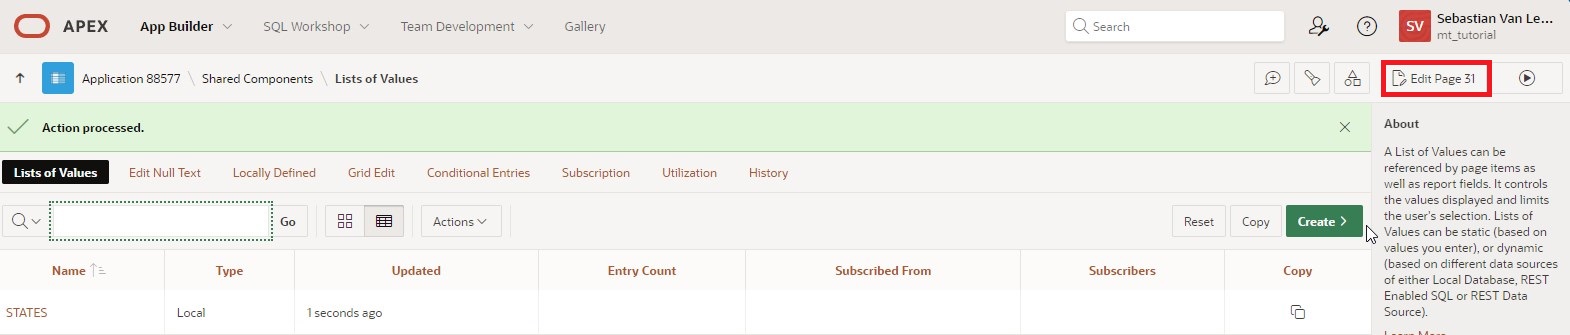 APEX App Builder SQL Workshop Team Development Gallery Search SV Sebastian Van Le...
mt_tutorial
Application 88577 \ Shared Components \ Lists of Values Edit Page 31
Action processed.
Lists of Values Edit Null Text Locally Defined Grid Edit Conditional Entries Subscription Utilization History
Go Actions Reset Copy Create >
Name Type Updated Entry Count Subscribed From Subscribers Copy
STATES Local 1 seconds ago
About
A List of Values can be
referenced by page items as
well as report fields. It controls
the values displayed and limits
the user's selection. Lists of
Values can be static (based on
values you enter), or dynamic
(based on different data sources
of either Local Database, REST
Enabled SQL or REST Data
Source).